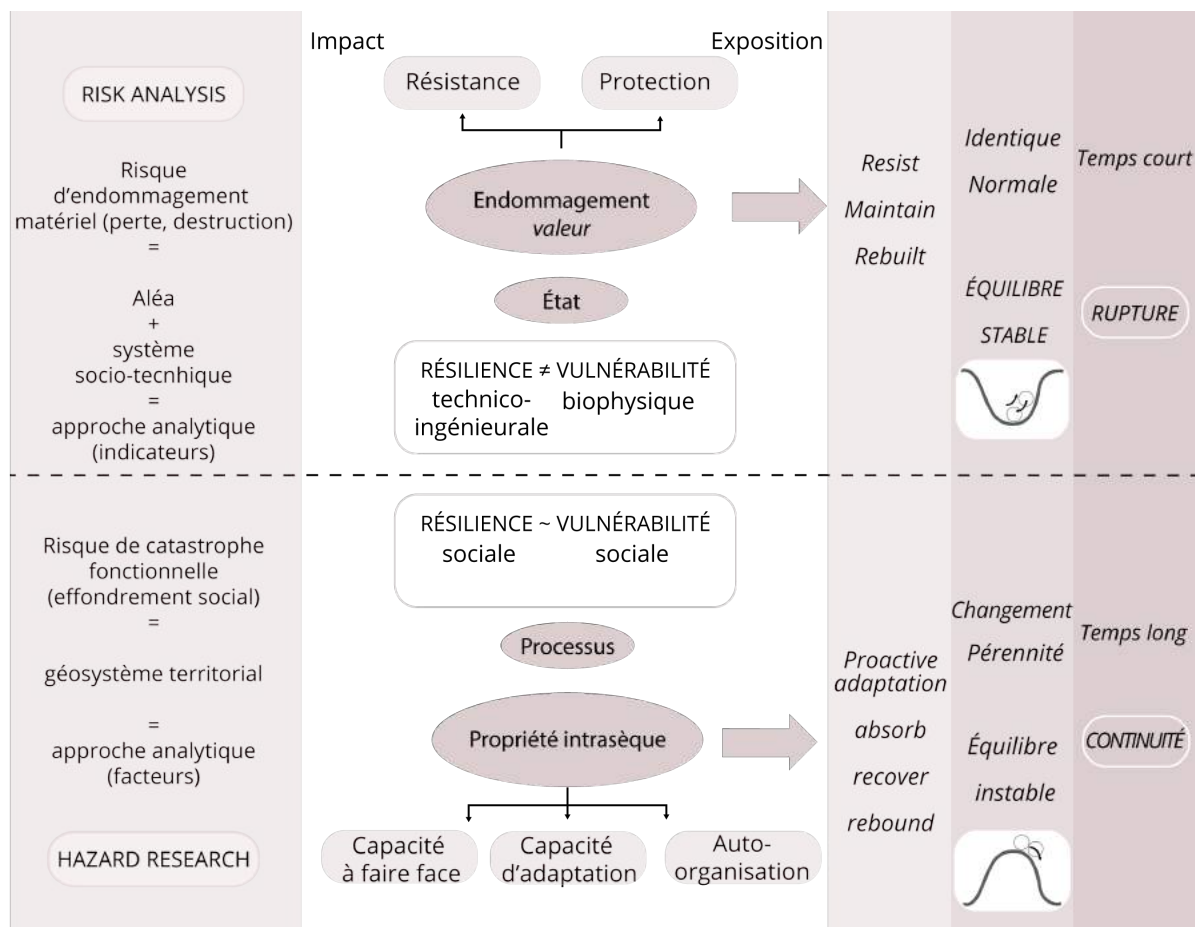 Impact
Exposition
RISK ANALYSIS
Risque
d'endommagement
matériel (perte, destruction)
=
Aléa
+
système
socio-tecnhique
=
approche analytique
(indicateurs)
Résistance
Protection
Endommagement
valeur
État
RÉSILIENCE ≠ VULNÉRABILITÉ
technico-
ingénieurale
biophysique
Resist
Maintain
Rebuilt
Identique
Normale
ÉQUILIBRE
STABLE
Temps court
RUPTURE
Risque de catastrophe
fonctionnelle
(effondrement social)
=
géosystème territorial
=
approche analytique
(facteurs)
HAZARD RESEARCH
RÉSILIENCE ~ VULNÉRABILITÉ
sociale
sociale
Processus
Propriété intrasèque
Capacité
à faire face
Capacité
d'adaptation
Auto-
organisation
Proactive
adaptation
absorb
recover
rebound
Changement
Pérennité
Équilibre
instable
Temps long
CONTINUITÉ